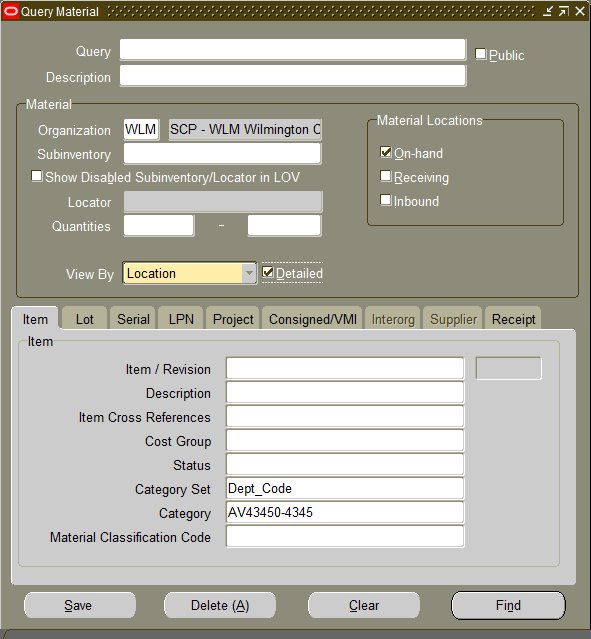 Query Material
Query
Public
Description
Material
Organization WLM SCP - WLM Wilmington C
Subinventory
Show Disabled Subinventory/Locator in LOV
Locator
Quantities -
View By Location Detailed
Material Locations
On-hand
Receiving
Inbound
Item Lot Serial LPN Project Consigned/VMI Interorg Supplier Receipt
Item
Item / Revision
Description
Item Cross References
Cost Group
Status
Category Set Dept_Code
Category AV43450-4345
Material Classification Code
Save Delete (A) Clear Find